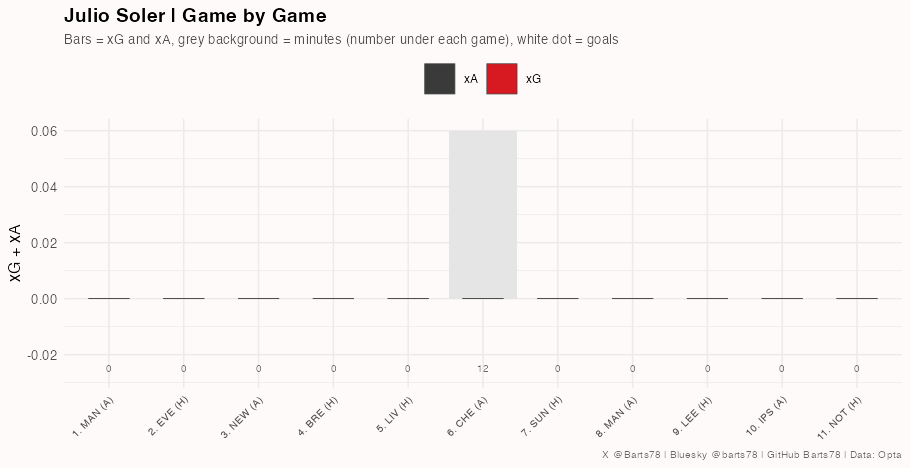 Julio Soler | Game by Game
Bars = xG and xA, grey background = minutes (number under each game), white dot = goals
xA xG
xG + xA
0.06
0.04
0.02
0.00
-0.02
0 0 0 0 0 12 0 0 0 0 0
1. MAN (A) 2. EVE (H) 3. NEW (A) 4. BRE (H) 5. LIV (H) 6. CHE (A) 7. SUN (H) 8. MAN (A) 9. LEE (H) 10. IPS (A) 11. NOT (H)
X @Barts78 | Bluesky @barts78 | GitHub Barts78 | Data: Opta